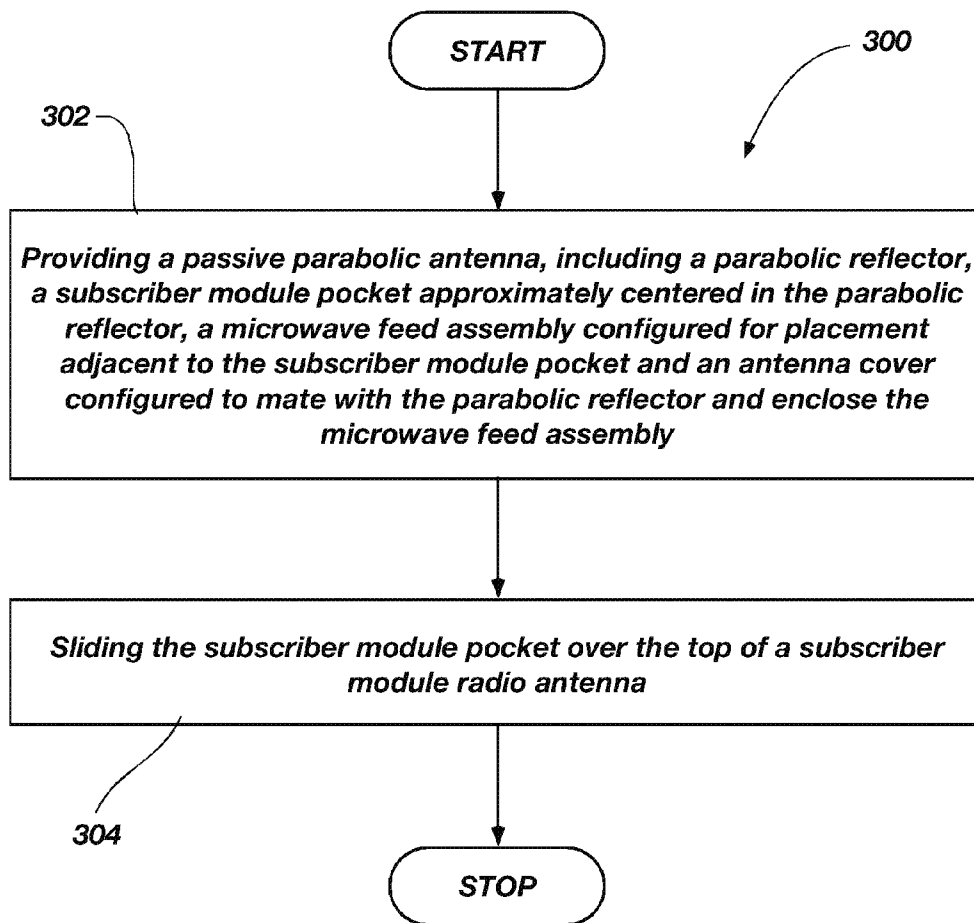 START
300
302
Providing a passive parabolic antenna, including a parabolic reflector,
a subscriber module pocket approximately centered in the parabolic
reflector, a microwave feed assembly configured for placement
adjacent to the subscriber module pocket and an antenna cover
configured to mate with the parabolic reflector and enclose the
microwave feed assembly
Sliding the subscriber module pocket over the top of a subscriber
module radio antenna
304
STOP